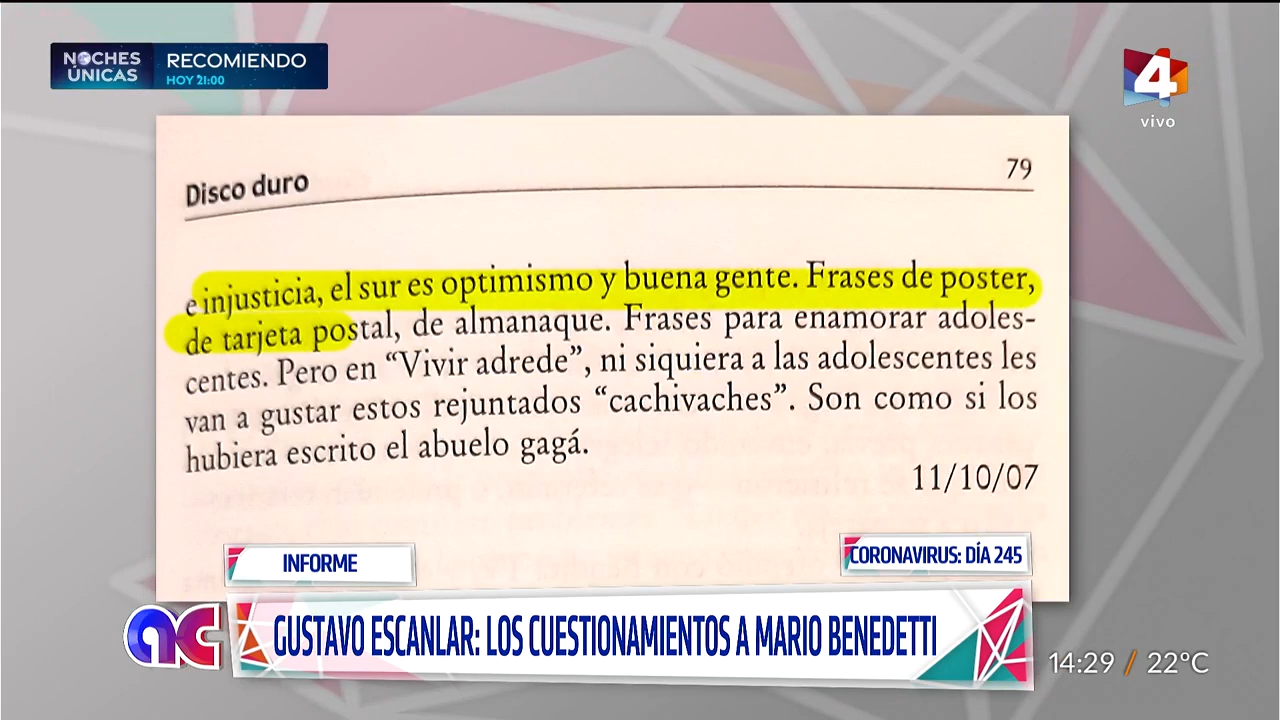 NOCHES ÚNICAS
RECOMIENDO
HOY 21:00
4
vivo
Disco duro
79
e injusticia, el sur es optimismo y buena gente. Frases de poster,
de tarjeta postal, de almanaque. Frases para enamorar adoles-
centes. Pero en “Vivir adrede”, ni siquiera a las adolescentes les
van a gustar estos rejuntados “cachivaches”. Son como si los
hubiera escrito el abuelo gagá.
11/10/07
INFORME
CORONAVIRUS: DÍA 245
ac
GUSTAVO ESCANLAR: LOS CUESTIONAMIENTOS A MARIO BENEDETTI
14:29 / 22°C